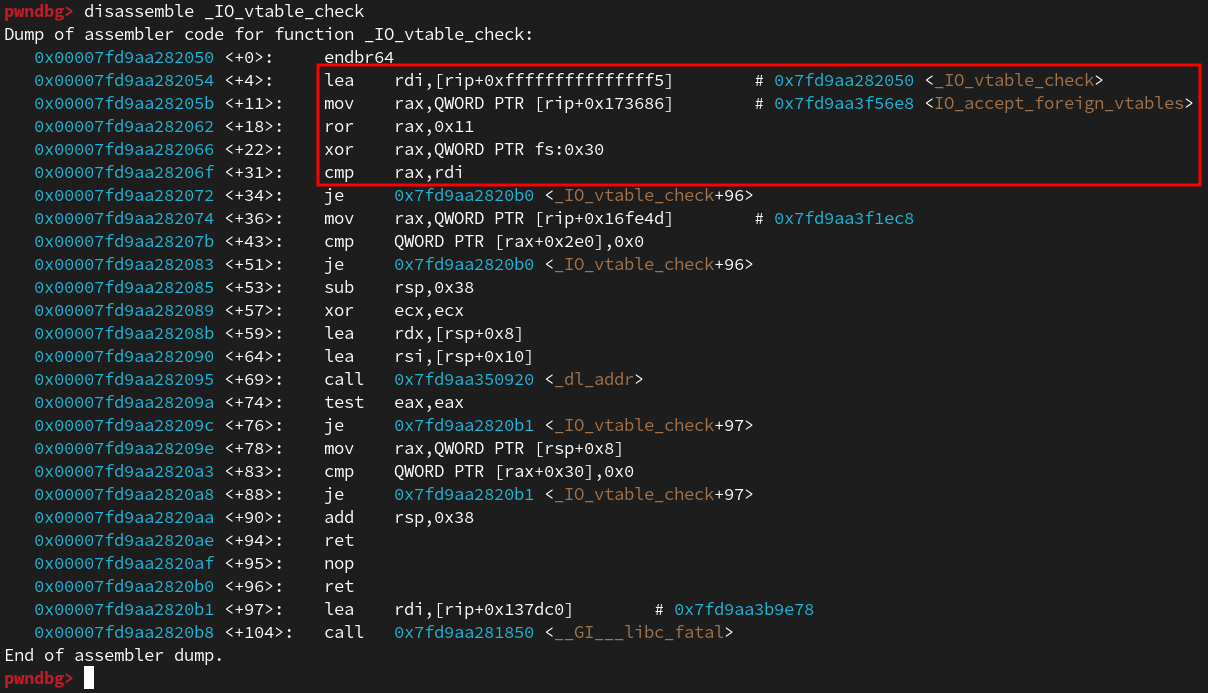 pwndbg> disassemble _IO_vtable_check
Dump of assembler code for function _IO_vtable_check:
   0x00007fd9aa282050 <+0>:     endbr64
   0x00007fd9aa282054 <+4>:     lea    rdi,[rip+0xfffffffffffffff5]        # 0x7fd9aa282050 <_IO_vtable_check>
   0x00007fd9aa28205b <+11>:    mov    rax,QWORD PTR [rip+0x173686]        # 0x7fd9aa3f56e8 <IO_accept_foreign_vtables>
   0x00007fd9aa282062 <+18>:    ror    rax,0x11
   0x00007fd9aa282066 <+22>:    xor    rax,QWORD PTR fs:0x30
   0x00007fd9aa28206f <+31>:    cmp    rax,rdi
   0x00007fd9aa282072 <+34>:    je     0x7fd9aa2820b0 <_IO_vtable_check+96>
   0x00007fd9aa282074 <+36>:    mov    rax,QWORD PTR [rip+0x16fe4d]        # 0x7fd9aa3f1ec8
   0x00007fd9aa28207b <+43>:    cmp    QWORD PTR [rax+0x2e0],0x0
   0x00007fd9aa282083 <+51>:    je     0x7fd9aa2820b0 <_IO_vtable_check+96>
   0x00007fd9aa282085 <+53>:    sub    rsp,0x38
   0x00007fd9aa282089 <+57>:    xor    ecx,ecx
   0x00007fd9aa28208b <+59>:    lea    rdx,[rsp+0x8]
   0x00007fd9aa282090 <+64>:    lea    rsi,[rsp+0x10]
   0x00007fd9aa282095 <+69>:    call   0x7fd9aa350920 <_dl_addr>
   0x00007fd9aa28209a <+74>:    test   eax,eax
   0x00007fd9aa28209c <+76>:    je     0x7fd9aa2820b1 <_IO_vtable_check+97>
   0x00007fd9aa28209e <+78>:    mov    rax,QWORD PTR [rsp+0x8]
   0x00007fd9aa2820a3 <+83>:    cmp    QWORD PTR [rax+0x30],0x0
   0x00007fd9aa2820a8 <+88>:    je     0x7fd9aa2820b1 <_IO_vtable_check+97>
   0x00007fd9aa2820aa <+90>:    add    rsp,0x38
   0x00007fd9aa2820ae <+94>:    ret
   0x00007fd9aa2820af <+95>:    nop
   0x00007fd9aa2820b0 <+96>:    ret
   0x00007fd9aa2820b1 <+97>:    lea    rdi,[rip+0x137dc0]        # 0x7fd9aa3b9e78
   0x00007fd9aa2820b8 <+104>:   call   0x7fd9aa281850 <__GI___libc_fatal>
End of assembler dump.
pwndbg>